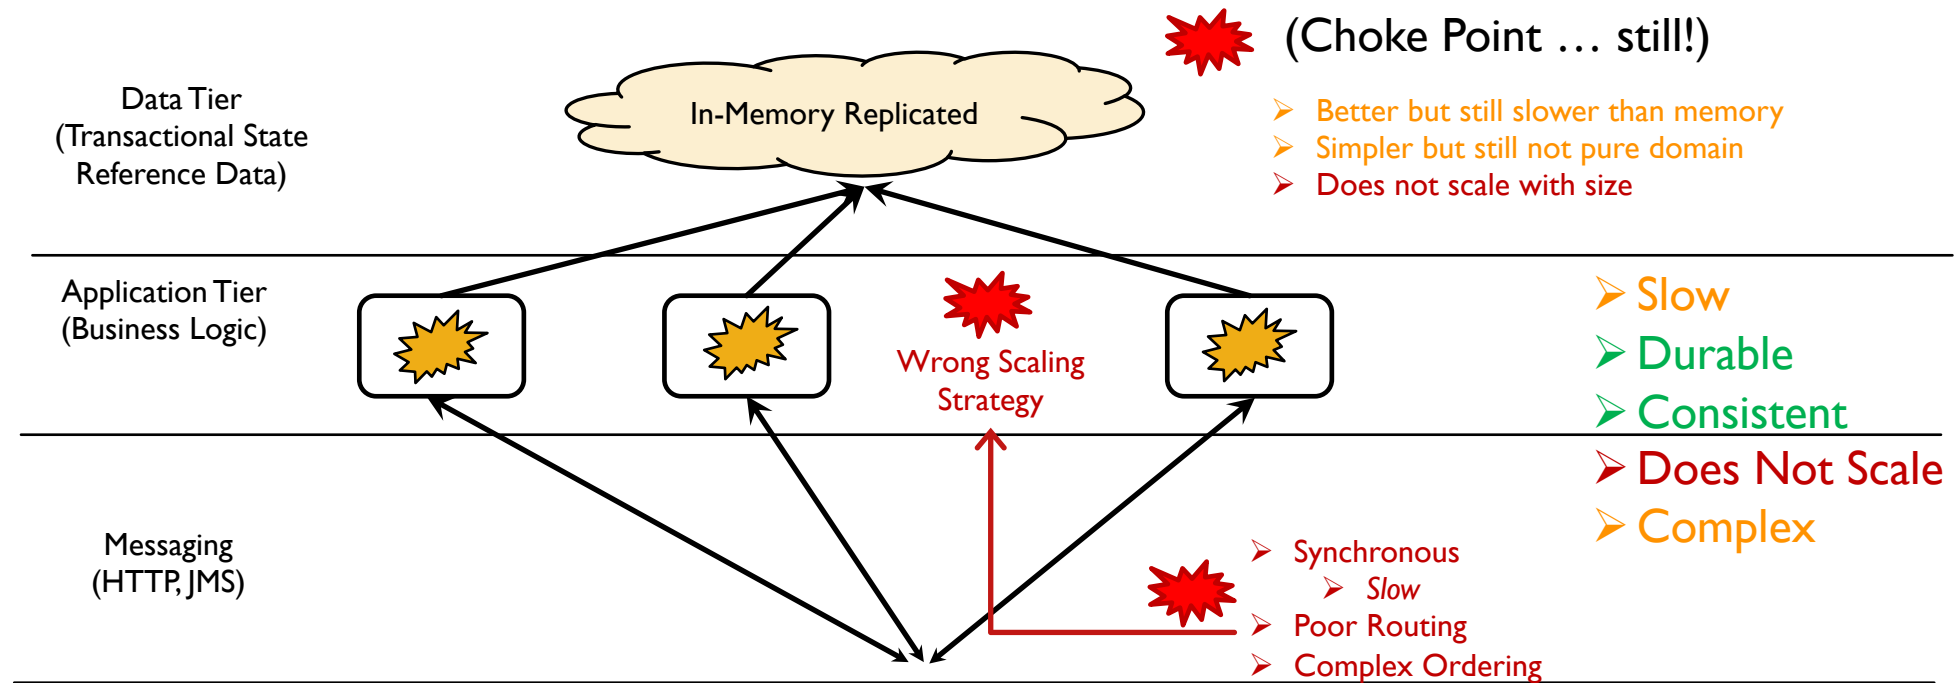 (Choke Point … still!)
Data Tier
(Transactional State
Reference Data)
In-Memory Replicated
➢ Better but still slower than memory
➢ Simpler but still not pure domain
➢ Does not scale with size
Application Tier
(Business Logic)
Wrong Scaling
Strategy
➢ Slow
➢ Durable
➢ Consistent
➢ Does Not Scale
➢ Complex
Messaging
(HTTP, JMS)
➢ Synchronous
➢ Slow
➢ Poor Routing
➢ Complex Ordering